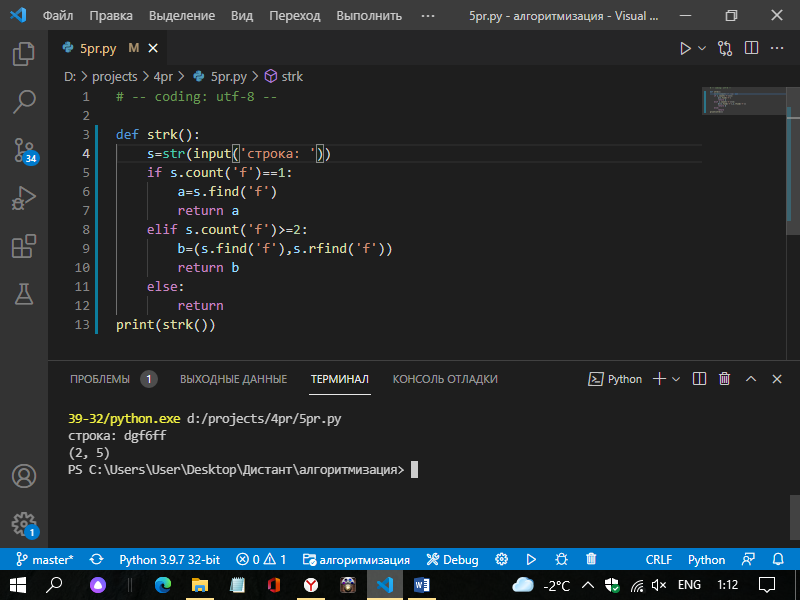 Файл Правка Выделение Вид Переход Выполнить ··· 5pr.py - алгоритмизация - Visual ...
5pr.py M
D: > projects > 4pr > 5pr.py > strk
1 # -- coding: utf-8 --
2
3 def strk():
4 s=str(input('строка: '))
5 if s.count('f')==1:
6 a=s.find('f')
7 return a
8 elif s.count('f')>=2:
9 b=(s.find('f'),s.rfind('f'))
10 return b
11 else:
12 return
13 print(strk())
34
ПРОБЛЕМЫ 1 ВЫХОДНЫЕ ДАННЫЕ ТЕРМИНАЛ КОНСОЛЬ ОТЛАДКИ Python
39-32/python.exe d:/projects/4pr/5pr.py
строка: dgf6ff
(2, 5)
PS C:\Users\User\Desktop\Дистант\алгоритмизация>
1
master* Python 3.9.7 32-bit 0 1 алгоритмизация Debug CRLF Python
-2°C ENG 1:12